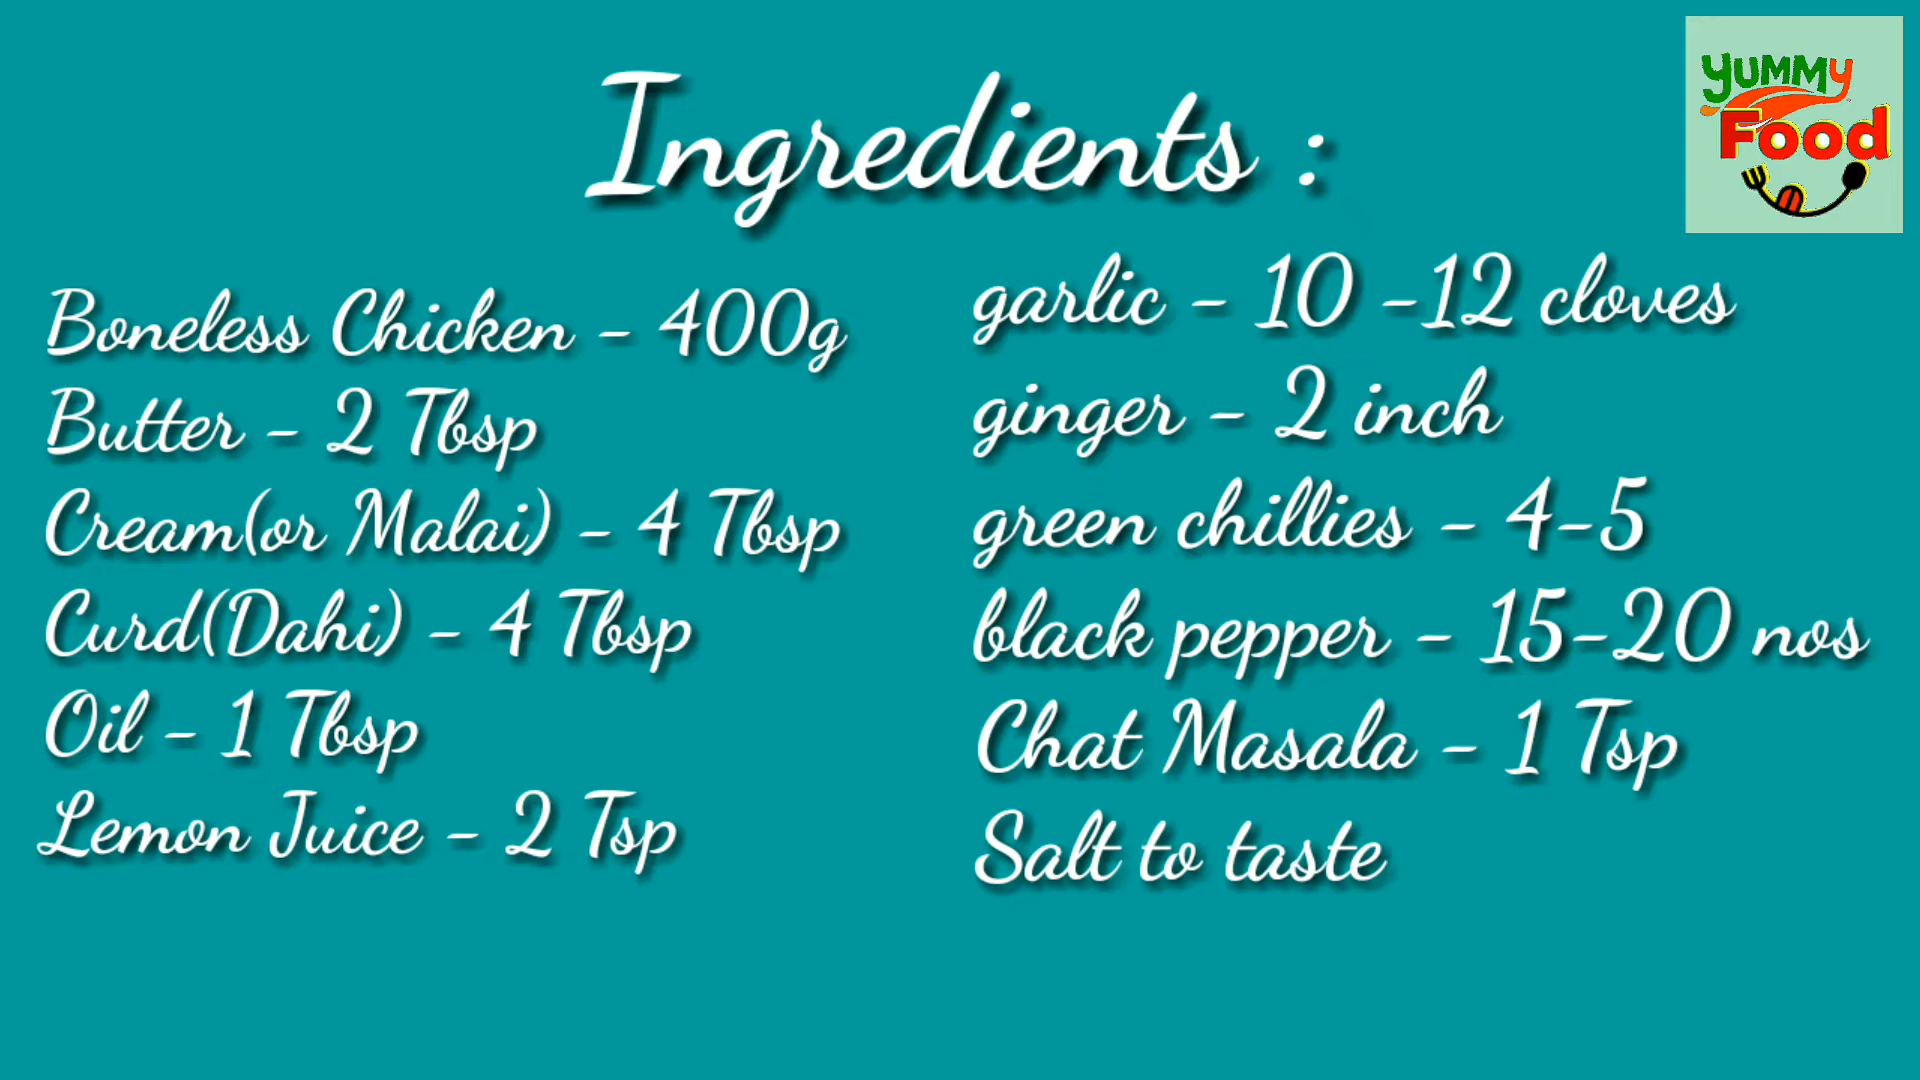 Ingredients :
Yummy
Food
Boneless Chicken - 400g
Butter - 2 Tbsp
Cream(or Malai) - 4 Tbsp
Curd(Dahi) - 4 Tbsp
Oil - 1 Tbsp
Lemon Juice - 2 Tsp
garlic - 10 -12 cloves
ginger - 2 inch
green chillies - 4-5
black pepper - 15-20 nos
Chat Masala - 1 Tsp
Salt to taste